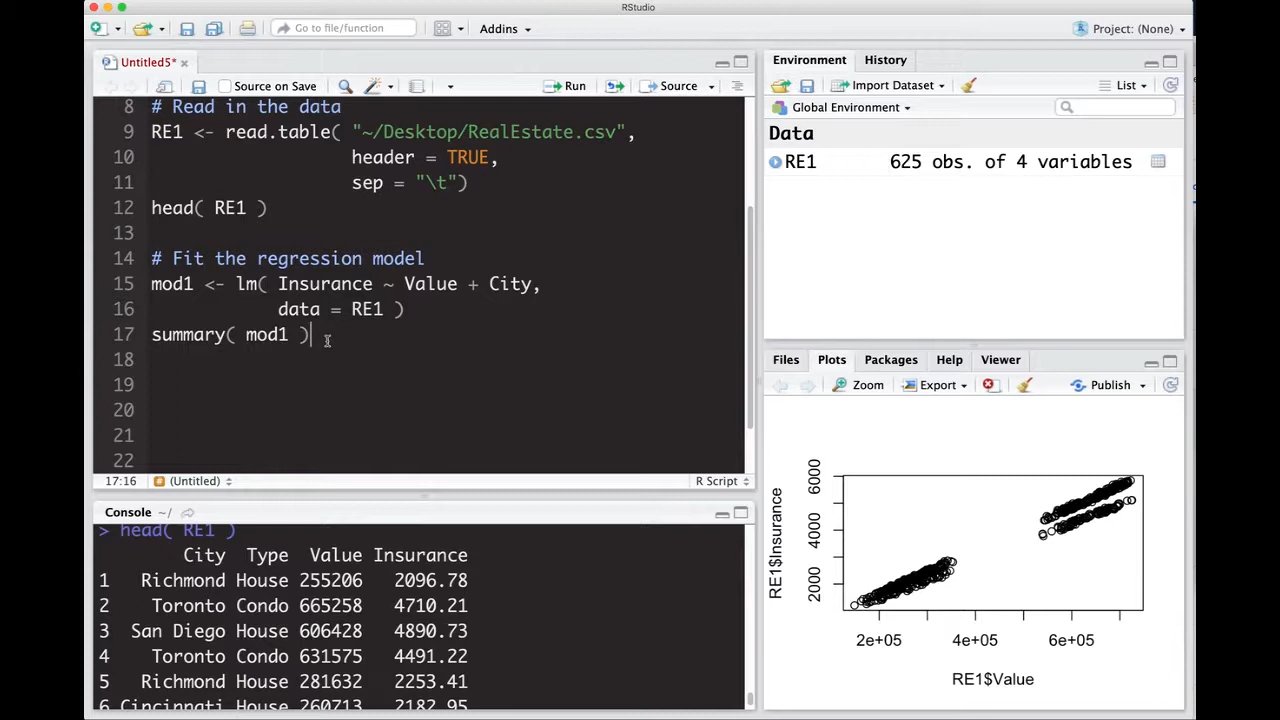 RStudio
Go to file/function
Addins
Project: (None)
Untitled5*
Source on Save
Run
Source
8 # Read in the data
9 RE1 <- read.table( "~/Desktop/RealEstate.csv",
10 header = TRUE,
11 sep = "\t")
12 head( RE1 )
13
14 # Fit the regression model
15 mod1 <- lm( Insurance ~ Value + City,
16 data = RE1 )
17 summary( mod1 )
18
19
20
21
22
17:16 (Untitled) R Script
Console ~/
> head( RE1 )
City Type Value Insurance
1 Richmond House 255206 2096.78
2 Toronto Condo 665258 4710.21
3 San Diego House 606428 4890.73
4 Toronto Condo 631575 4491.22
5 Richmond House 281632 2253.41
6 Cincinnati House 260713 2182.95
Environment History
Import Dataset List
Global Environment
Data
RE1 625 obs. of 4 variables
Files Plots Packages Help Viewer
Zoom Export Publish
RE1$Insurance
6000
4000
2000
2e+05 4e+05 6e+05
RE1$Value